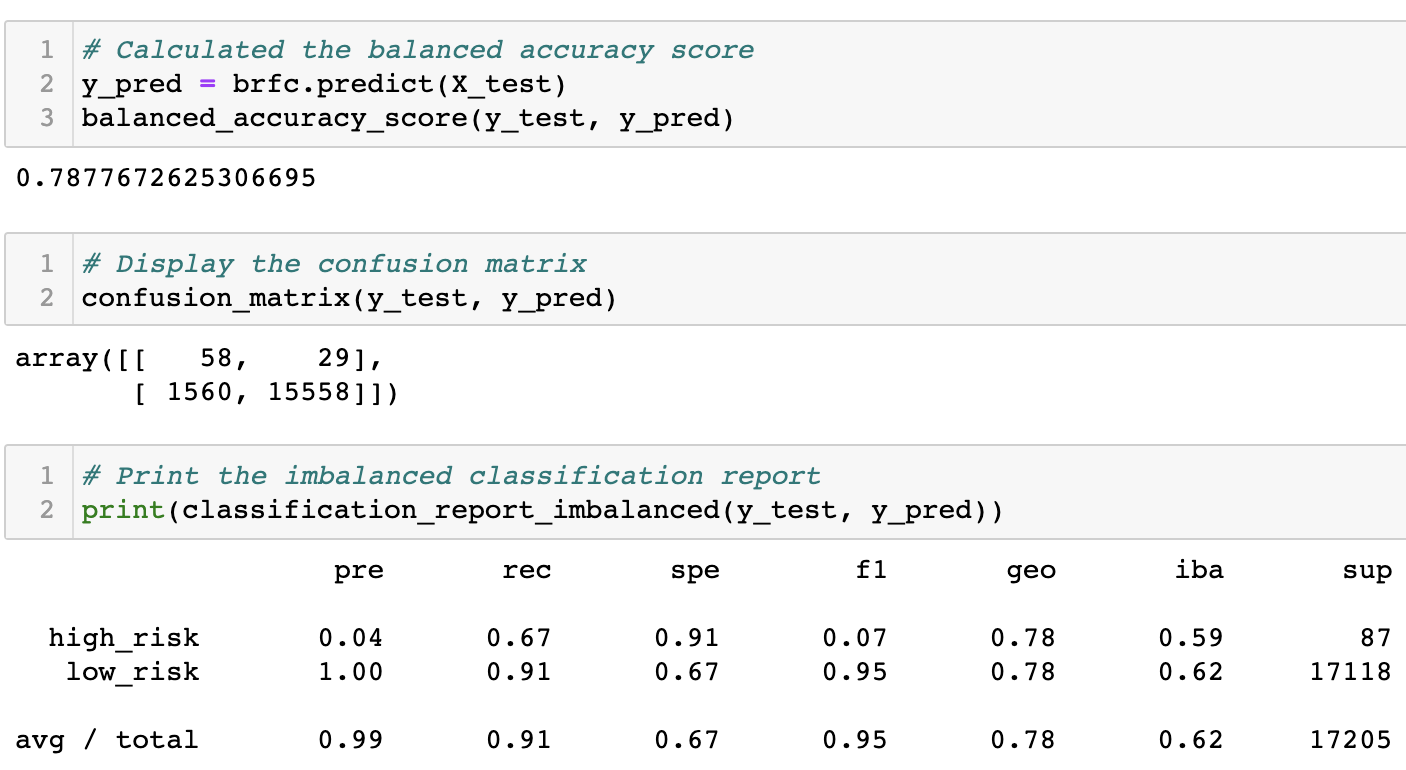 1 # Calculated the balanced accuracy score
2 y_pred = brfc.predict(X_test)
3 balanced_accuracy_score(y_test, y_pred)
0.7877672625306695
1 # Display the confusion matrix
2 confusion_matrix(y_test, y_pred)
array([[   58,    29],
       [ 1560, 15558]])
1 # Print the imbalanced classification report
2 print(classification_report_imbalanced(y_test, y_pred))
pre rec spe f1 geo iba sup
high_risk 0.04 0.67 0.91 0.07 0.78 0.59 87
low_risk 1.00 0.91 0.67 0.95 0.78 0.62 17118
avg / total 0.99 0.91 0.67 0.95 0.78 0.62 17205